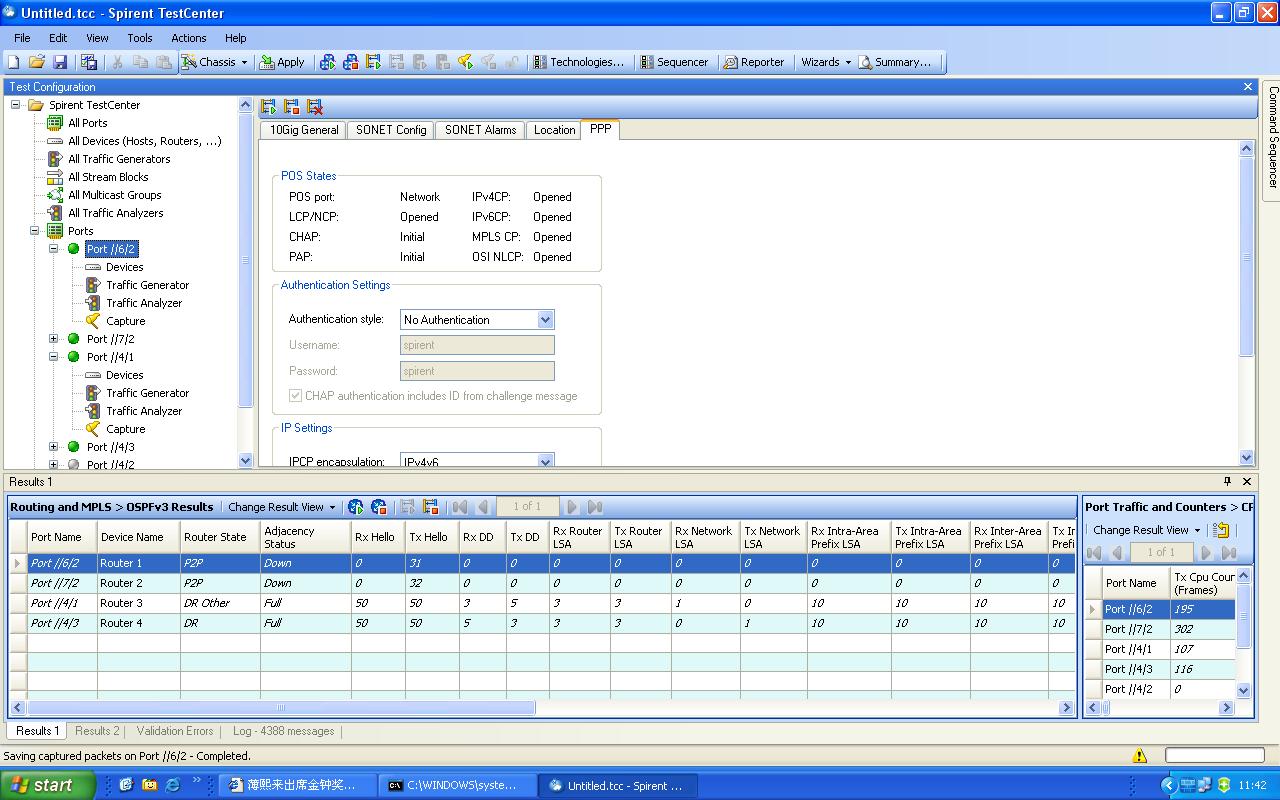 Untitled.tcc - Spirent TestCenter
File Edit View Tools Actions Help
Chassis Apply Technologies... Sequencer Reporter Wizards Summary...
Test Configuration
Command Sequencer
Spirent TestCenter
All Ports
All Devices (Hosts, Routers, ...)
All Traffic Generators
All Stream Blocks
All Multicast Groups
All Traffic Analyzers
Ports
Port //6/2
Devices
Traffic Generator
Traffic Analyzer
Capture
Port //7/2
Port //4/1
Devices
Traffic Generator
Traffic Analyzer
Capture
Port //4/3
Port //4/2
10Gig General SONET Config SONET Alarms Location PPP
POS States
POS port: Network IPv4CP: Opened
LCP/NCP: Opened IPv6CP: Opened
CHAP: Initial MPLS CP: Opened
PAP: Initial OSI NLCP: Opened
Authentication Settings
Authentication style: No Authentication
Username: spirent
Password: spirent
CHAP authentication includes ID from challenge message
IP Settings
IPCP encapsulation: IPv4v6
Results 1
Routing and MPLS > OSPFv3 Results Change Result View 1 of 1
Port Name Device Name Router State Adjacency Status Rx Hello Tx Hello Rx DD Tx DD Rx Router LSA Tx Router LSA Rx Network LSA Tx Network LSA Rx Intra-Area Prefix LSA Tx Intra-Area Prefix LSA Rx Inter-Area Prefix LSA Tx I Prefi
Port //6/2 Router 1 P2P Down 0 31 0 0 0 0 0 0 0 0 0 0
Port //7/2 Router 2 P2P Down 0 32 0 0 0 0 0 0 0 0 0 0
Port //4/1 Router 3 DR Other Full 50 50 3 5 3 3 1 0 10 10 10 10
Port //4/3 Router 4 DR Full 50 50 5 3 3 3 0 1 10 10 10 10
Port Traffic and Counters > CP
Change Result View
1 of 1
Port Name Tx Cpu Cour (Frames)
Port //6/2 195
Port //7/2 302
Port //4/1 107
Port //4/3 116
Port //4/2 0
Results 1 Results 2 Validation Errors Log - 4388 messages
Saving captured packets on Port //6/2 - Completed.
start 薄熙来出席金钟奖... C:\WINDOWS\syste... Untitled.tcc - Spirent ... 11:42